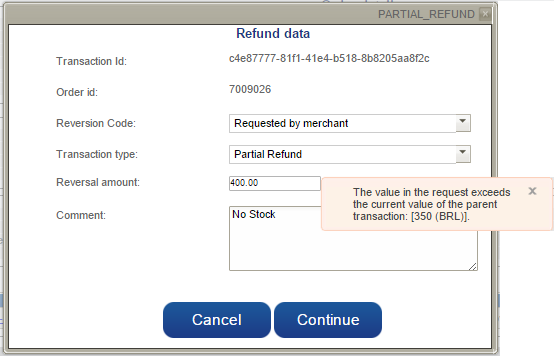 PARTIAL_REFUND x
Refund data
Transaction Id: c4e87777-81f1-41e4-b518-8b8205aa8f2c
Order id: 7009026
Reversion Code: Requested by merchant
Transaction type: Partial Refund
Reversal amount: 400.00
The value in the request exceeds x
the current value of the parent
transaction: [350 (BRL)].
Comment: No Stock
Cancel Continue